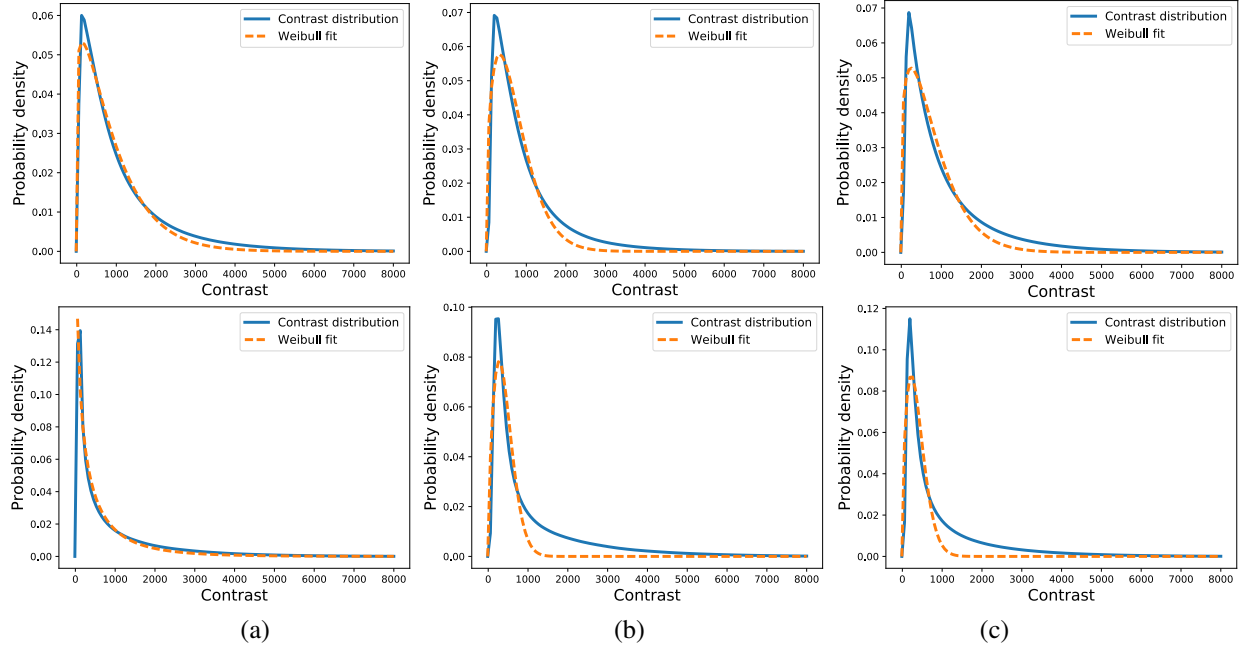 0.06
0.05
0.04
0.03
0.02
0.01
0.00
Probability density
Contrast distribution
Weibull fit
0 1000 2000 3000 4000 5000 6000 7000 8000
Contrast
0.07
0.06
0.05
0.04
0.03
0.02
0.01
0.00
Probability density
Contrast distribution
Weibull fit
0 1000 2000 3000 4000 5000 6000 7000 8000
Contrast
0.07
0.06
0.05
0.04
0.03
0.02
0.01
0.00
Probability density
Contrast distribution
Weibull fit
0 1000 2000 3000 4000 5000 6000 7000 8000
Contrast
0.14
0.12
0.10
0.08
0.06
0.04
0.02
0.00
Probability density
Contrast distribution
Weibull fit
0 1000 2000 3000 4000 5000 6000 7000 8000
Contrast
0.10
0.08
0.06
0.04
0.02
0.00
Probability density
Contrast distribution
Weibull fit
0 1000 2000 3000 4000 5000 6000 7000 8000
Contrast
0.12
0.10
0.08
0.06
0.04
0.02
0.00
Probability density
Contrast distribution
Weibull fit
0 1000 2000 3000 4000 5000 6000 7000 8000
Contrast
(a) (b) (c)